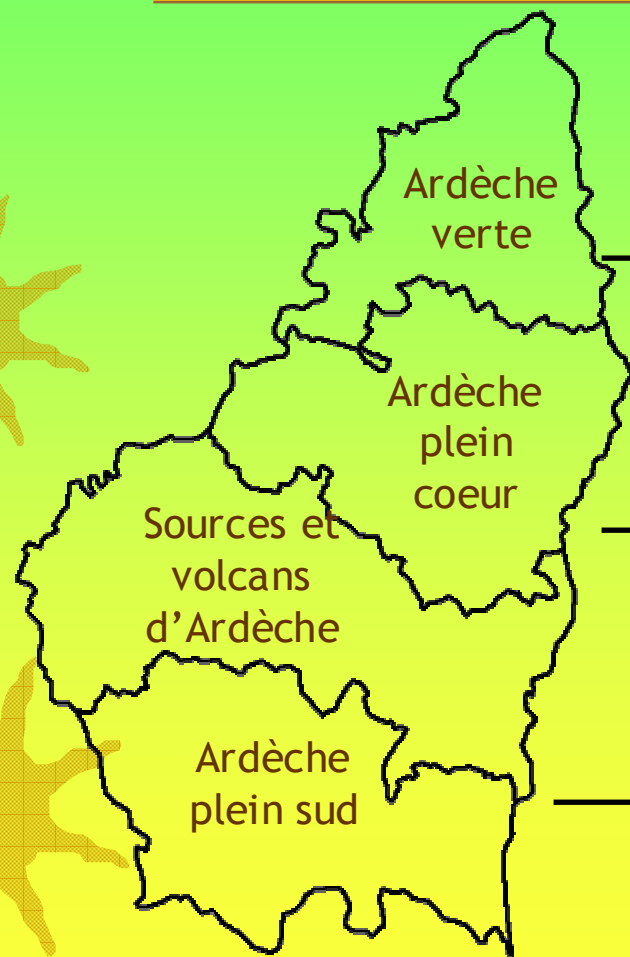 Ardèche
verte
Ardèche
plein
coeur
Sources et
volcans
d’Ardèche
Ardèche
plein sud